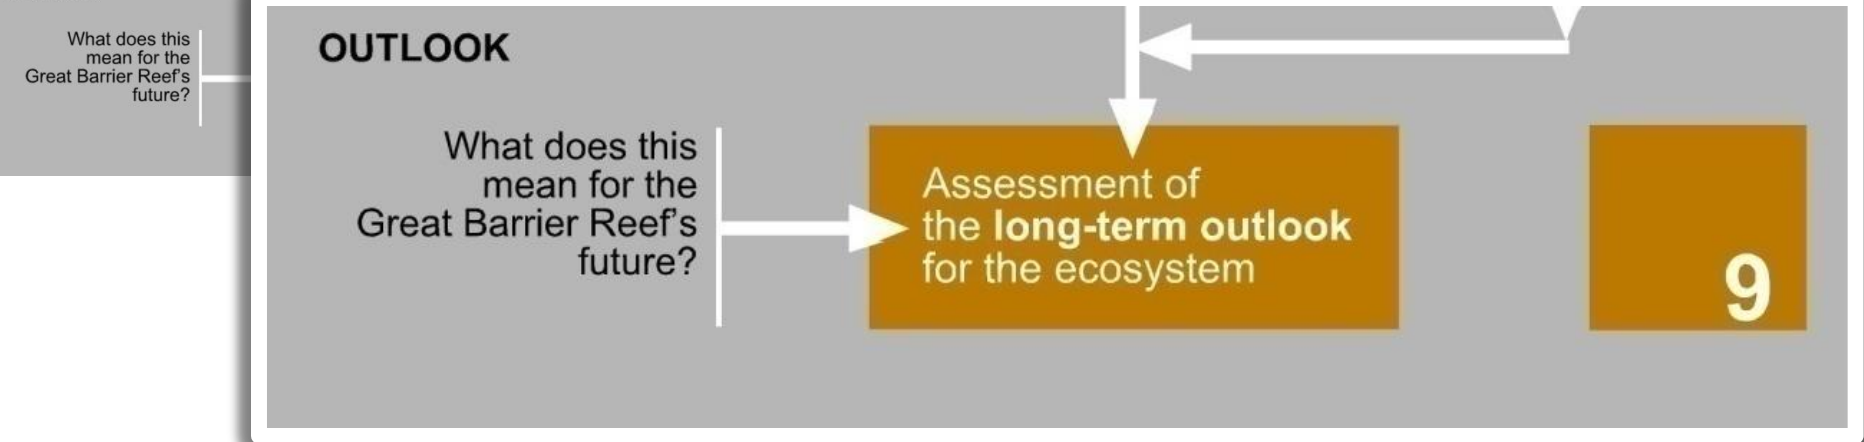 What does this
mean for the
Great Barrier Reef's
future?
OUTLOOK
What does this
mean for the
Great Barrier Reef's
future?
Assessment of
the long-term outlook
for the ecosystem
9